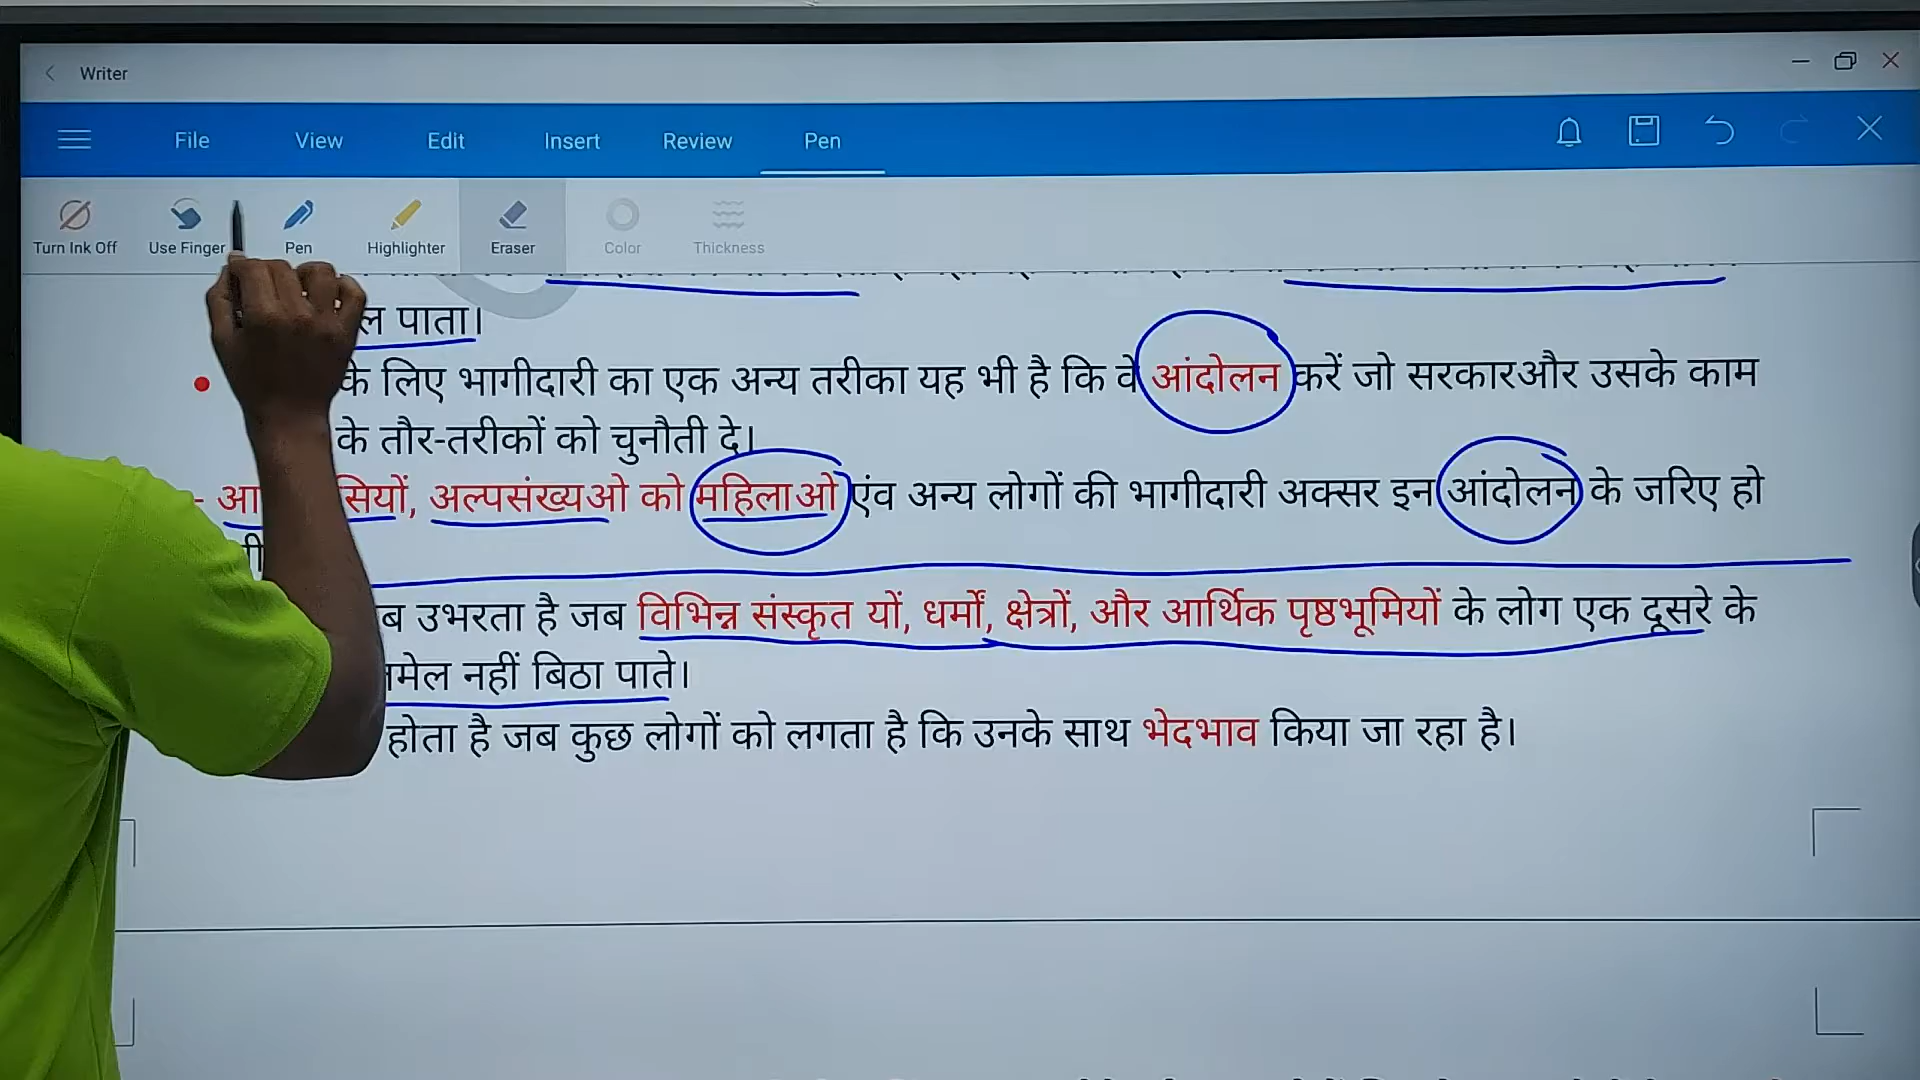 Writer
File View Edit Insert Review Pen
Turn Ink Off Use Finger Pen Highlighter Eraser Color Thickness
पाता।
के लिए भागीदारी का एक अन्य तरीका यह भी है कि वे आंदोलन करें जो सरकारऔर उसके काम
के तौर-तरीकों को चुनौती दे।
अल्पसंख्यओ को महिलाओ एंव अन्य लोगों की भागीदारी अक्सर इन आंदोलन के जरिए हो
उभरता है जब विभिन्न संस्कृत यों, धर्मों, क्षेत्रों, और आर्थिक पृष्ठभूमियों के लोग एक दूसरे के
नहीं बिठा पाते।
होता है जब कुछ लोगों को लगता है कि उनके साथ भेदभाव किया जा रहा है।